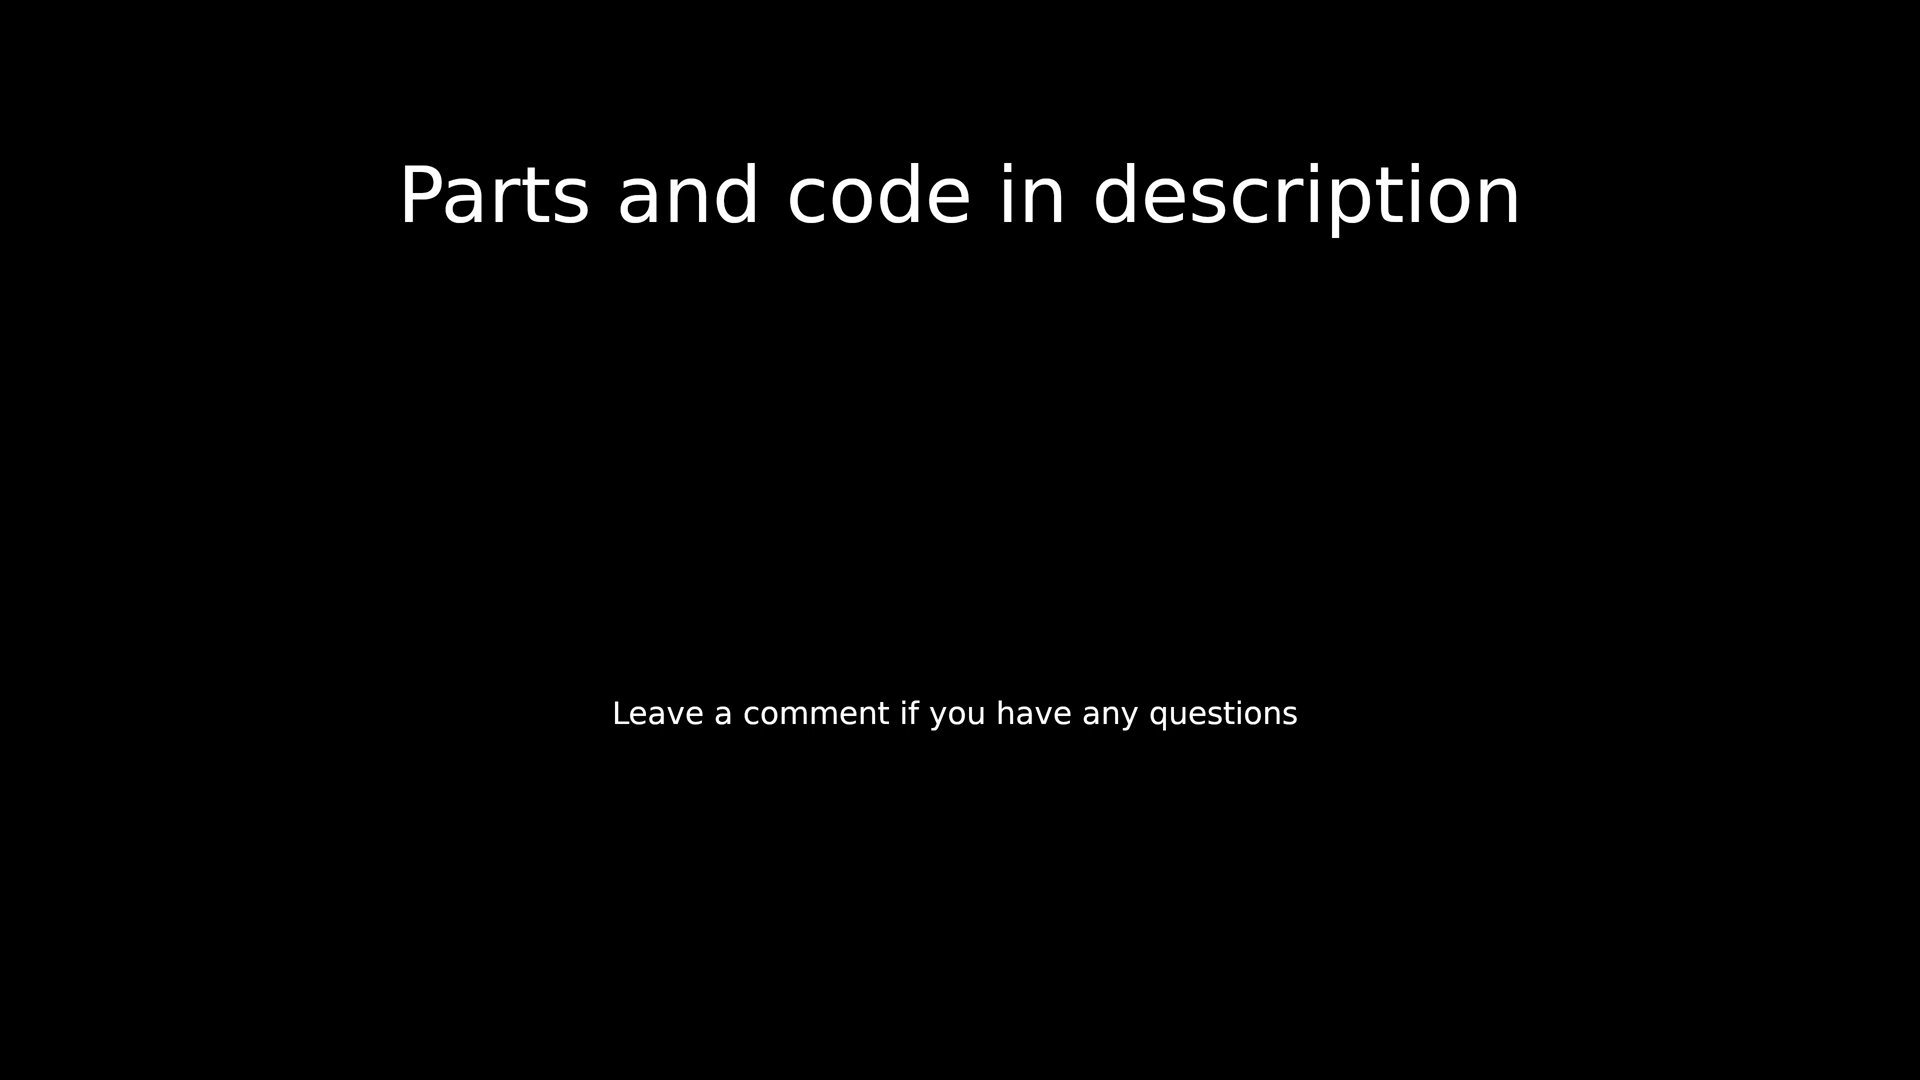 Parts and code in description
Leave a comment if you have any questions